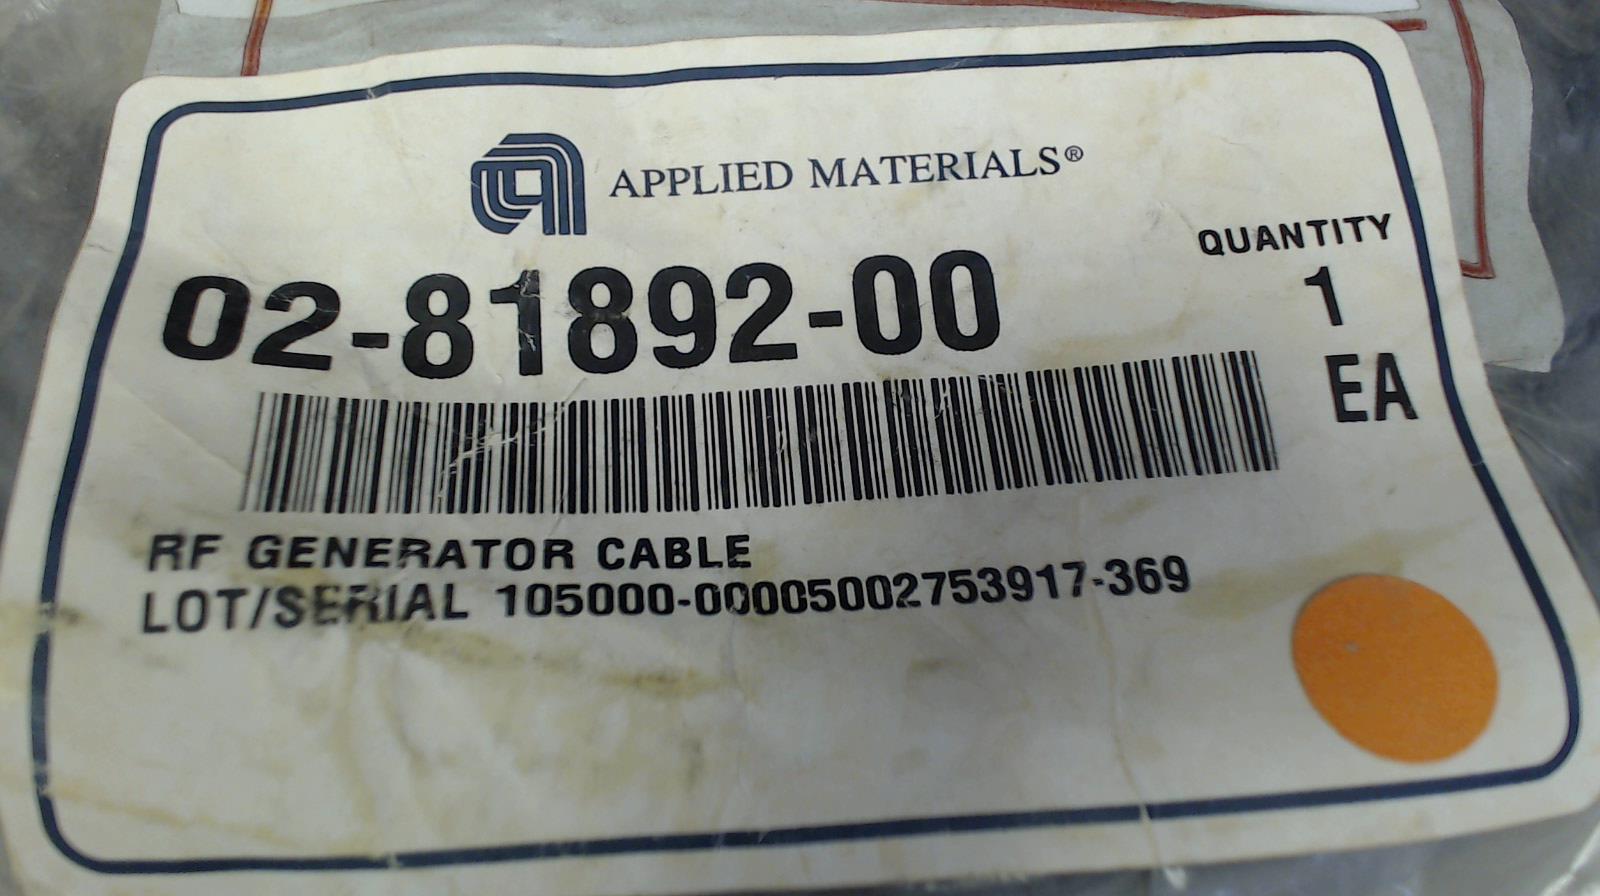 APPLIED MATERIALS®
QUANTITY
02-81892-00
1
EA
RF GENERATOR CABLE
LOT/SERIAL 105000-00005002753917-369